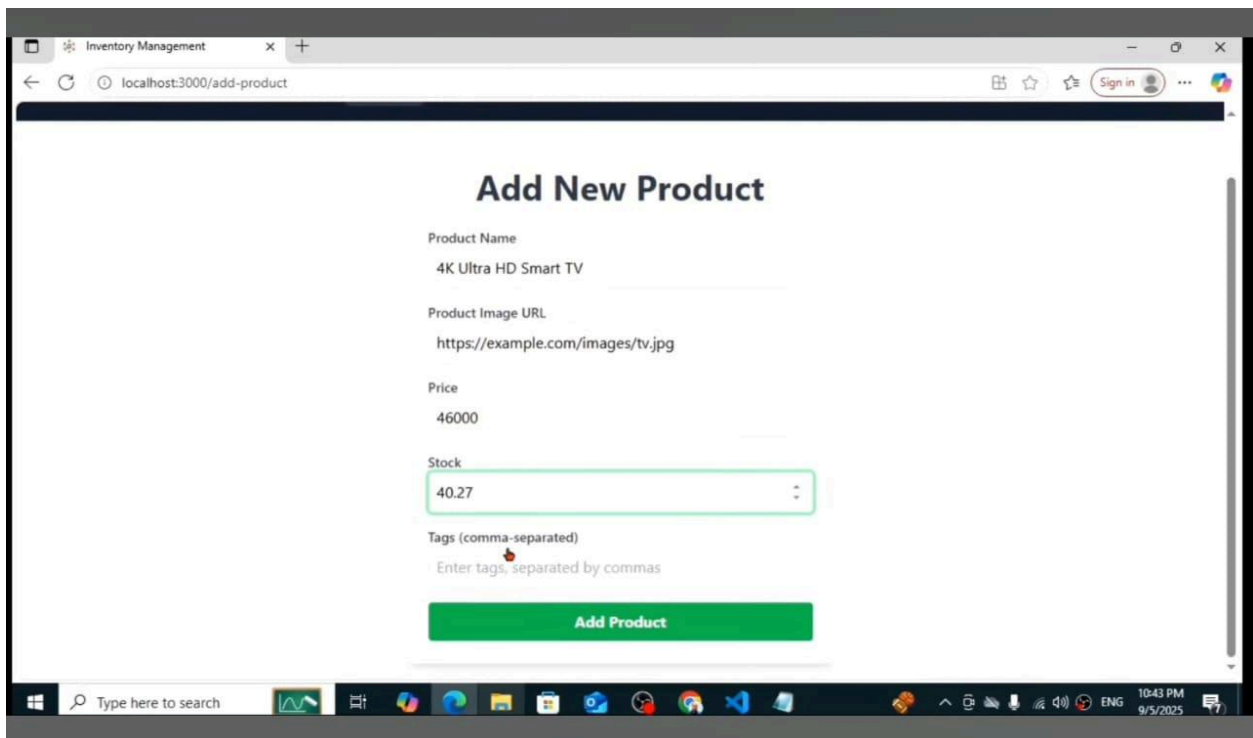 Inventory Management
localhost:3000/add-product
Sign in
Add New Product
Product Name
4K Ultra HD Smart TV
Product Image URL
https://example.com/images/tv.jpg
Price
46000
Stock
40.27
Tags (comma-separated)
Enter tags, separated by commas
Add Product
Type here to search
ENG
10:43 PM
9/5/2025
7